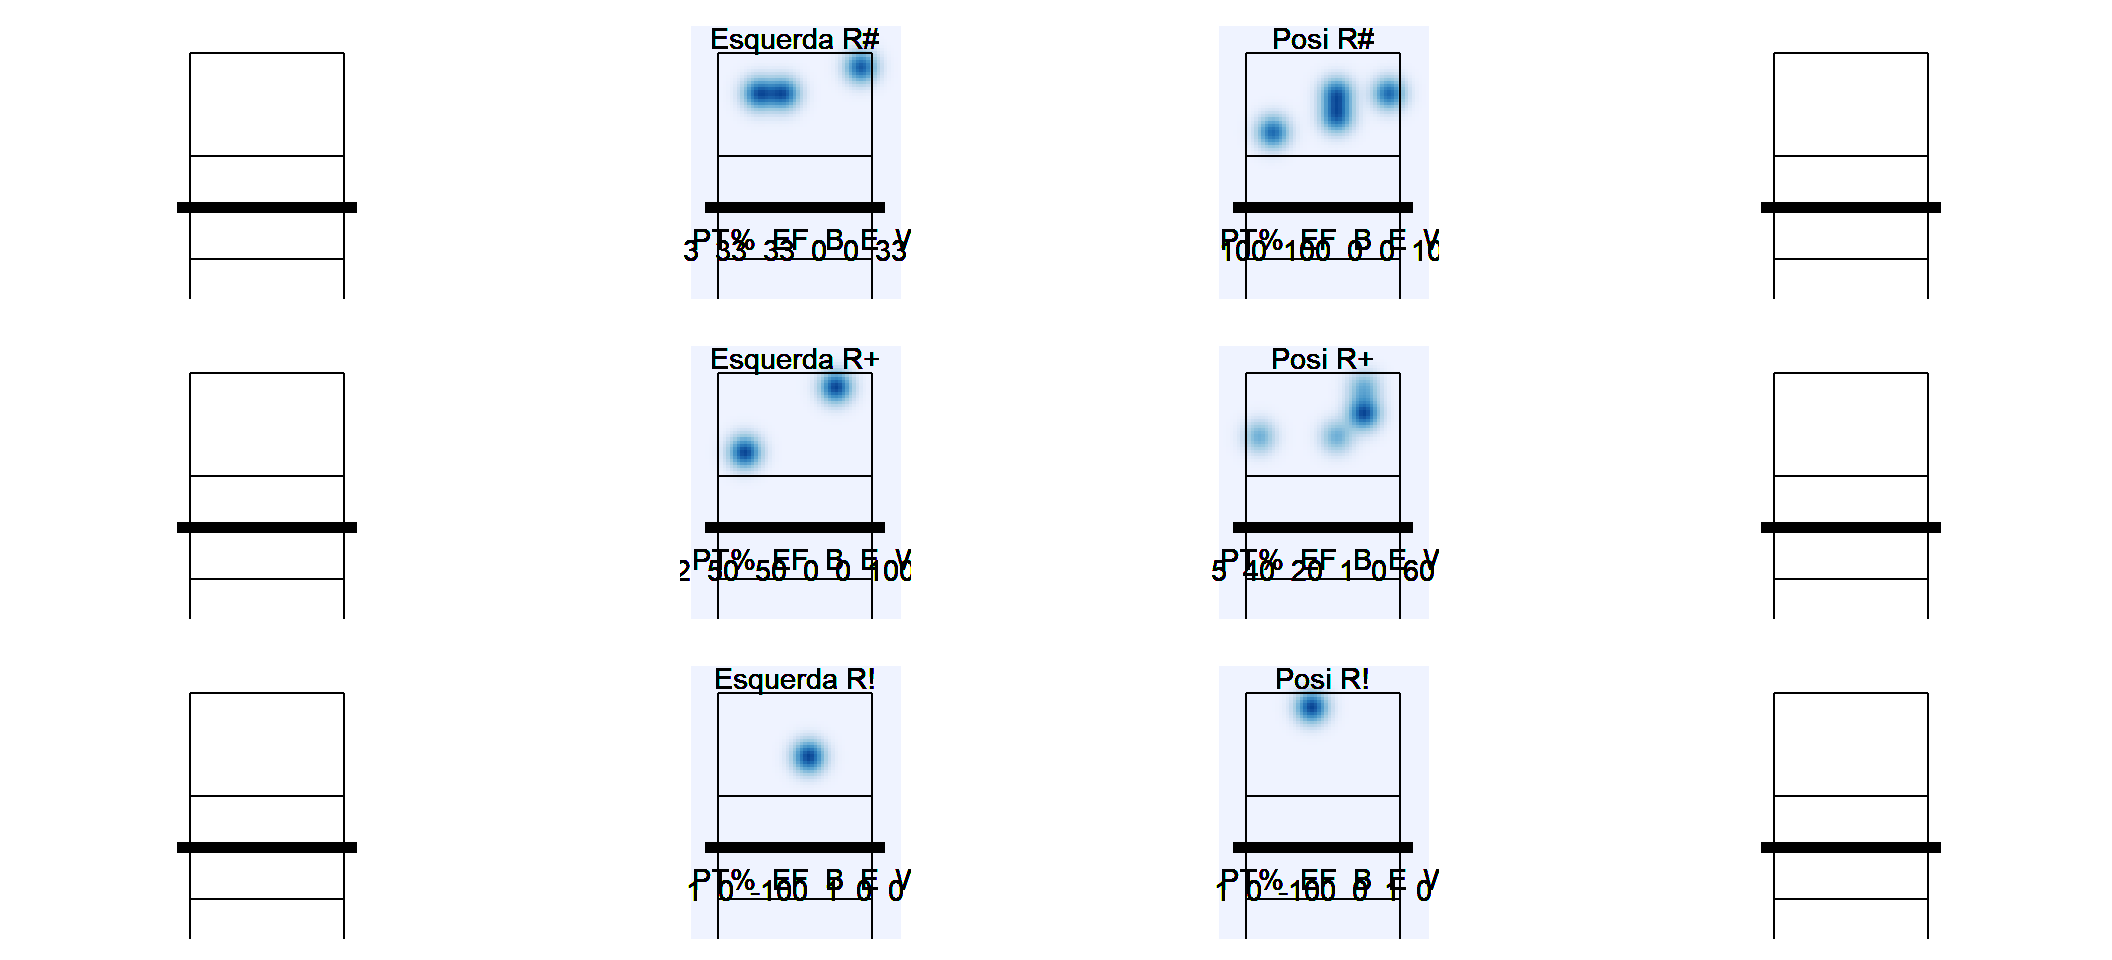 Esquerda R# Posi R#
PT% EF B E V PT% EF B E V
3 33 33 0 0 33 100 100 0 0 10
Esquerda R+ Posi R+
PT% EF B E V PT% EF B E V
2 50 50 0 0 100 5 40 20 1 0 60
Esquerda R! Posi R!
PT% EF B E V PT% EF B E V
1 0 -100 1 0 0 1 0 -100 0 1 0